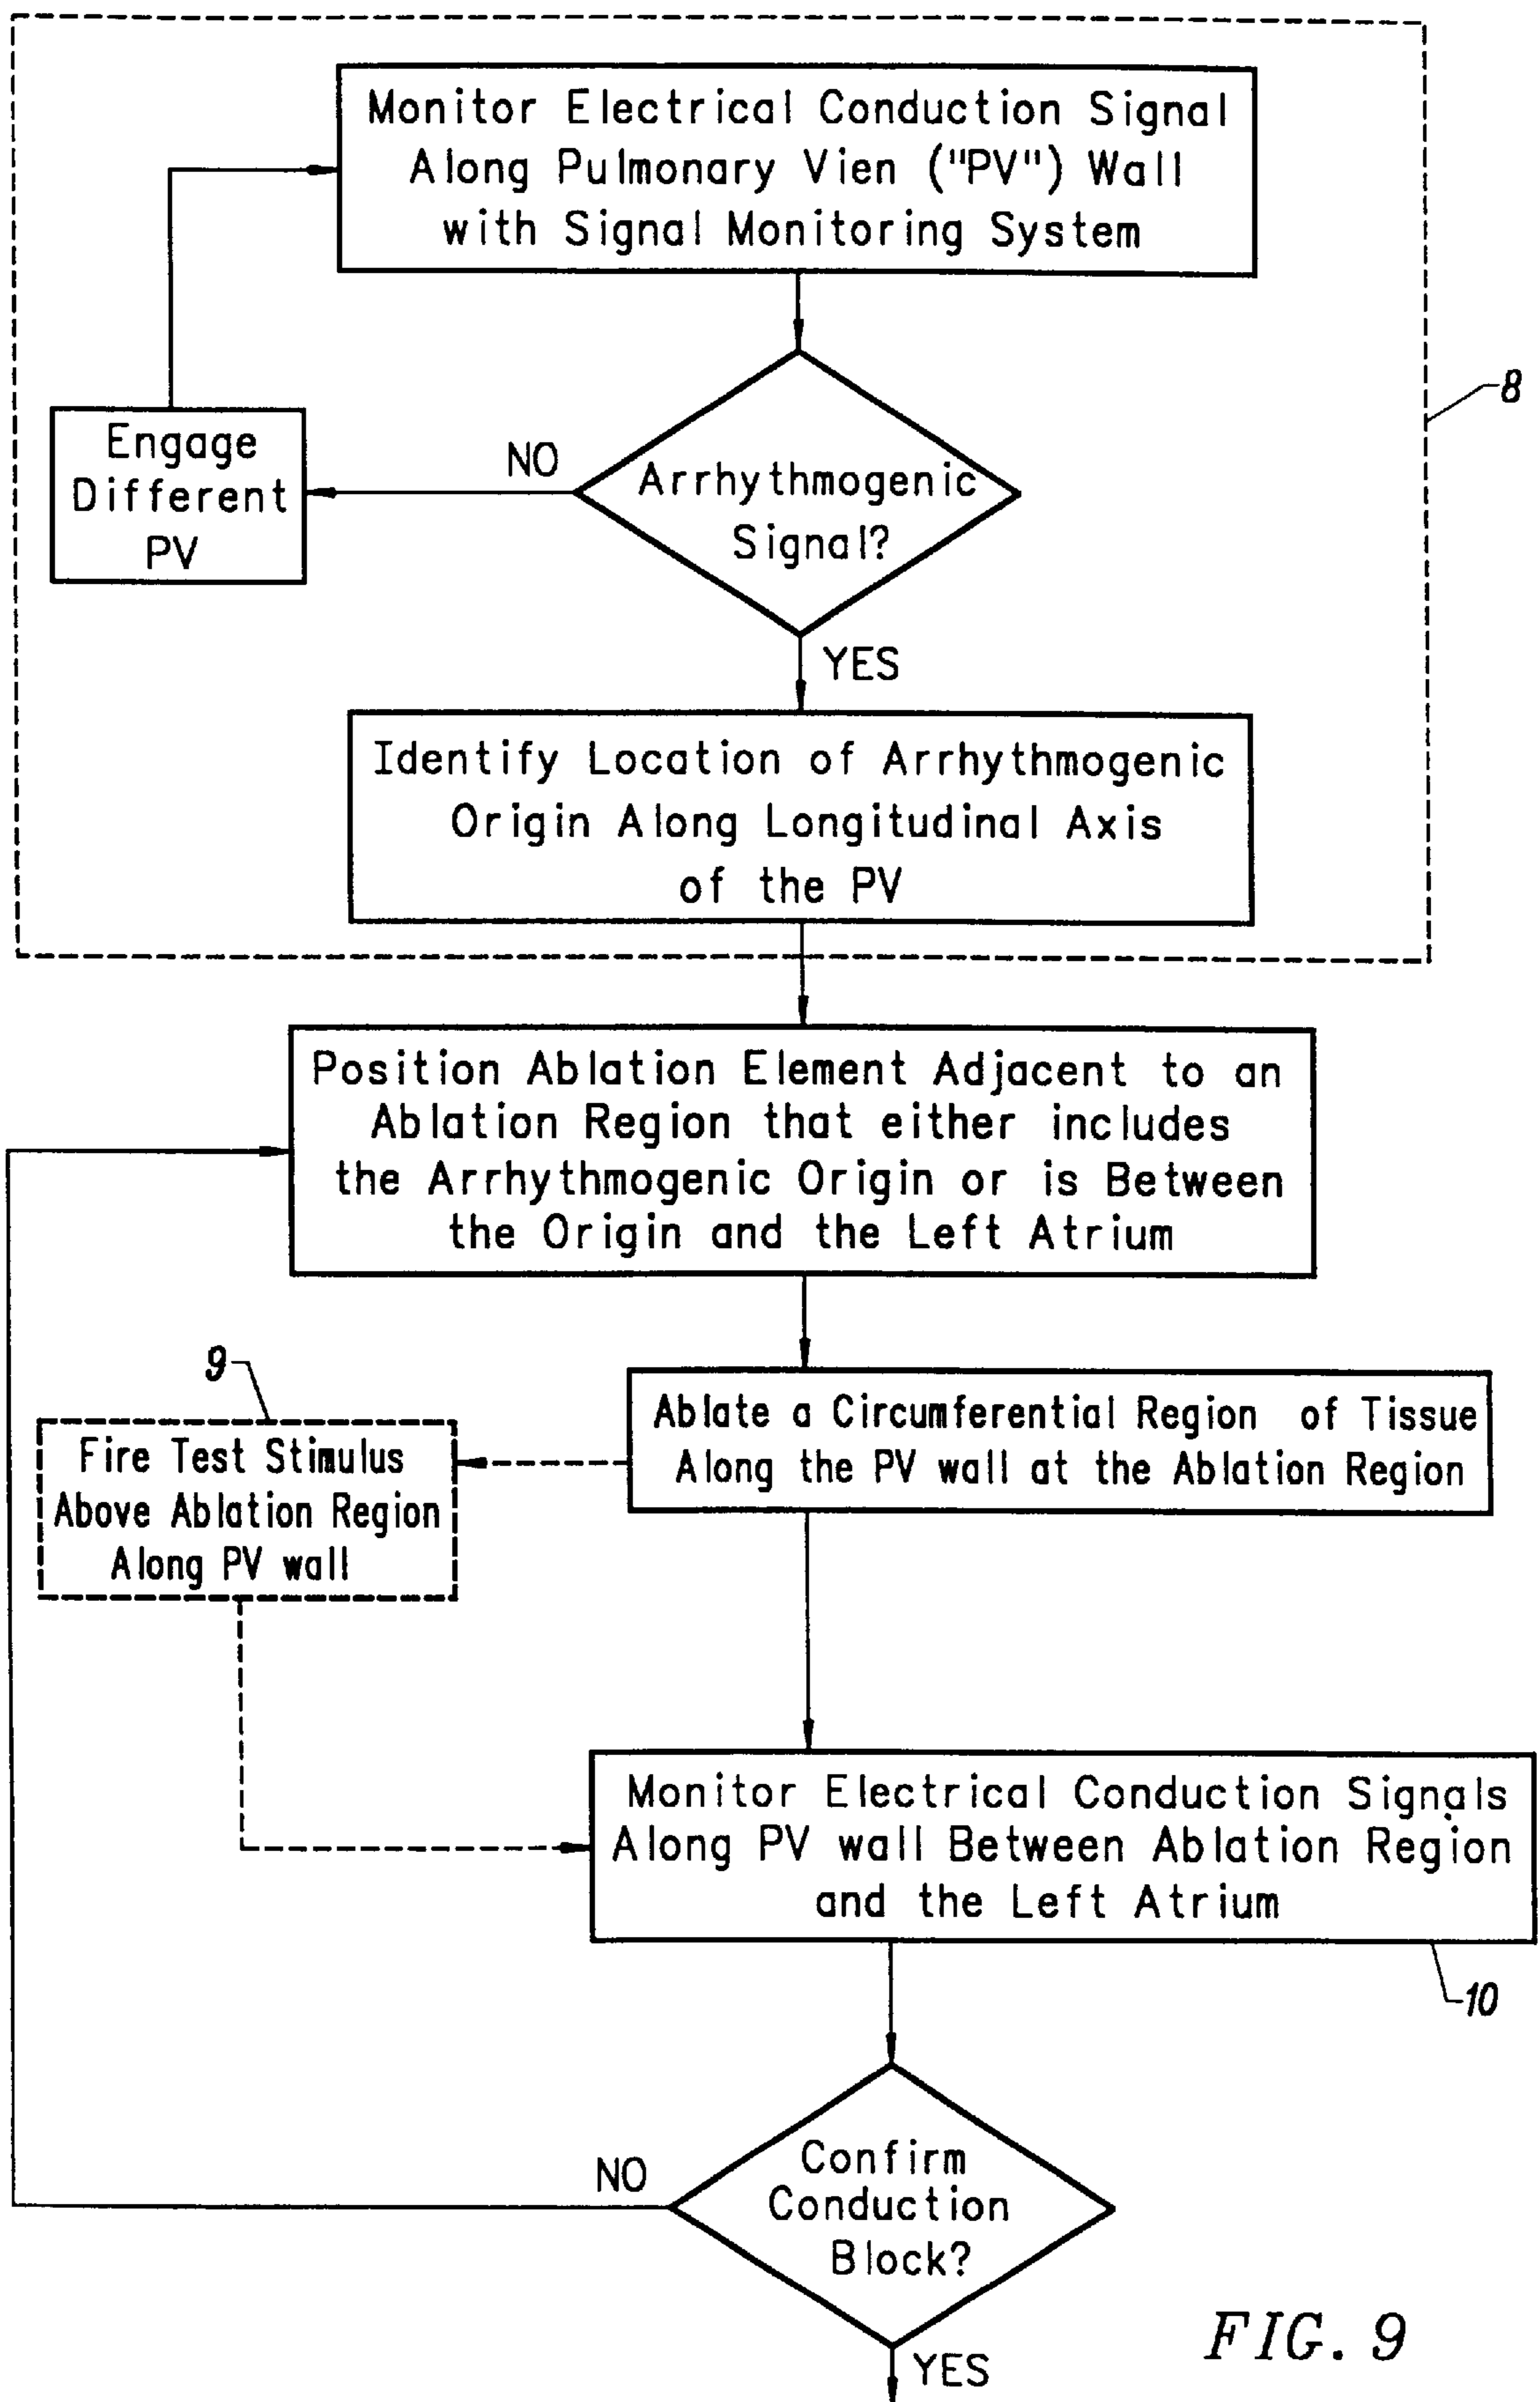 Monitor Electrical Conduction Signal
Along Pulmonary Vien ("PV") Wall
with Signal Monitoring System
8
Engage
Different
PV
NO
Arrhythmogenic
Signal?
YES
Identify Location of Arrhythmogenic
Origin Along Longitudinal Axis
of the PV
Position Ablation Element Adjacent to an
Ablation Region that either includes
the Arrhythmogenic Origin or is Between
the Origin and the Left Atrium
9
Ablate a Circumferential Region of Tissue
Along the PV wall at the Ablation Region
Fire Test Stimulus
Above Ablation Region
Along PV wall
Monitor Electrical Conduction Signals
Along PV wall Between Ablation Region
and the Left Atrium
10
NO
Confirm
Conduction
Block?
YES
FIG. 9